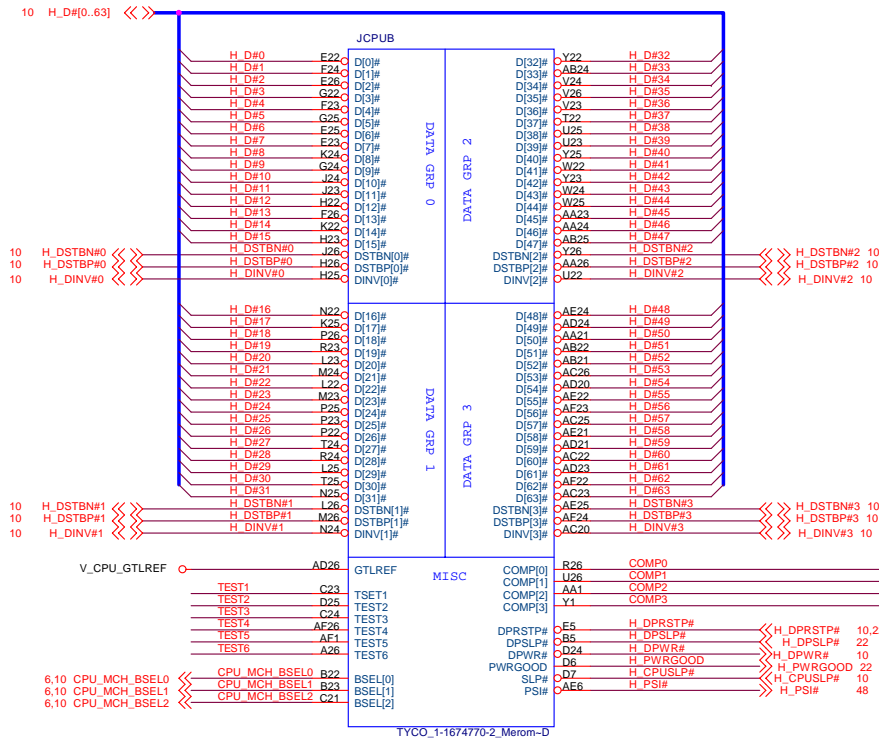 10 H_D#[0..63]
JCPUB
H_D#0 E22 D[0]# D[32]# Y22 H_D#32
H_D#1 F24 D[1]# D[33]# AB24 H_D#33
H_D#2 E26 D[2]# D[34]# V24 H_D#34
H_D#3 G22 D[3]# D[35]# V26 H_D#35
H_D#4 F23 D[4]# D[36]# V23 H_D#36
H_D#5 G25 D[5]# D[37]# T22 H_D#37
H_D#6 E25 D[6]# D[38]# U25 H_D#38
H_D#7 E23 D[7]# D[39]# U23 H_D#39
H_D#8 K24 D[8]# D[40]# Y25 H_D#40
H_D#9 G24 D[9]# D[41]# W22 H_D#41
H_D#10 J24 D[10]# D[42]# Y23 H_D#42
H_D#11 J23 D[11]# D[43]# W24 H_D#43
H_D#12 H22 D[12]# D[44]# W25 H_D#44
H_D#13 F26 D[13]# D[45]# AA23 H_D#45
H_D#14 K22 D[14]# D[46]# AA24 H_D#46
H_D#15 H23 D[15]# D[47]# AB25 H_D#47
10 H_DSTBN#0 H_DSTBN#0 J26 DSTBN[0]# DSTBN[2]# Y26 H_DSTBN#2 H_DSTBN#2 10
10 H_DSTBP#0 H_DSTBP#0 H26 DSTBP[0]# DSTBP[2]# AA26 H_DSTBP#2 H_DSTBP#2 10
10 H_DINV#0 H_DINV#0 H25 DINV[0]# DINV[2]# U22 H_DINV#2 H_DINV#2 10
DATA GRP 0
DATA GRP 2
H_D#16 N22 D[16]# D[48]# AE24 H_D#48
H_D#17 K25 D[17]# D[49]# AD24 H_D#49
H_D#18 P26 D[18]# D[50]# AA21 H_D#50
H_D#19 R23 D[19]# D[51]# AB22 H_D#51
H_D#20 L23 D[20]# D[52]# AB21 H_D#52
H_D#21 M24 D[21]# D[53]# AC26 H_D#53
H_D#22 L22 D[22]# D[54]# AD20 H_D#54
H_D#23 M23 D[23]# D[55]# AE22 H_D#55
H_D#24 P25 D[24]# D[56]# AF23 H_D#56
H_D#25 P23 D[25]# D[57]# AC25 H_D#57
H_D#26 P22 D[26]# D[58]# AE21 H_D#58
H_D#27 T24 D[27]# D[59]# AD21 H_D#59
H_D#28 R24 D[28]# D[60]# AC22 H_D#60
H_D#29 L25 D[29]# D[61]# AD23 H_D#61
H_D#30 T25 D[30]# D[62]# AF22 H_D#62
H_D#31 N25 D[31]# D[63]# AC23 H_D#63
10 H_DSTBN#1 H_DSTBN#1 L26 DSTBN[1]# DSTBN[3]# AE25 H_DSTBN#3 H_DSTBN#3 10
10 H_DSTBP#1 H_DSTBP#1 M26 DSTBP[1]# DSTBP[3]# AF24 H_DSTBP#3 H_DSTBP#3 10
10 H_DINV#1 H_DINV#1 N24 DINV[1]# DINV[3]# AC20 H_DINV#3 H_DINV#3 10
DATA GRP 1
DATA GRP 3
MISC
V_CPU_GTLREF AD26 GTLREF COMP[0] R26 COMP0
COMP[1] U26 COMP1
TEST1 C23 TSET1 COMP[2] AA1 COMP2
TEST2 D25 TEST2 COMP[3] Y1 COMP3
TEST3 C24 TEST3
TEST4 AF26 TEST4 DPRSTP# E5 H_DPRSTP# H_DPRSTP# 10,2
TEST5 AF1 TEST5 DPSLP# B5 H_DPSLP# H_DPSLP# 22
TEST6 A26 TEST6 DPWR# D24 H_DPWR# H_DPWR# 10
PWRGOOD D6 H_PWRGOOD H_PWRGOOD 22
6,10 CPU_MCH_BSEL0 CPU_MCH_BSEL0 B22 BSEL[0] SLP# D7 H_CPUSLP# H_CPUSLP# 10
6,10 CPU_MCH_BSEL1 CPU_MCH_BSEL1 B23 BSEL[1] PSI# AE6 H_PSI# H_PSI# 48
6,10 CPU_MCH_BSEL2 CPU_MCH_BSEL2 C21 BSEL[2]
TYCO_1-1674770-2_Merom~D